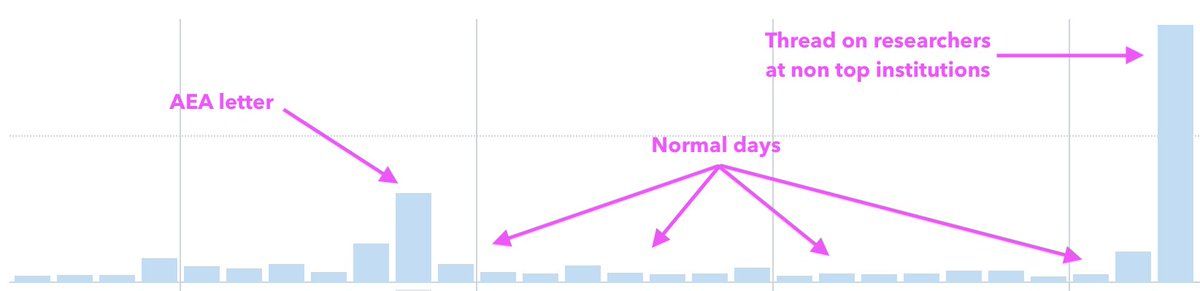 Thread on researchers
at non top institutions
AEA letter
Normal days